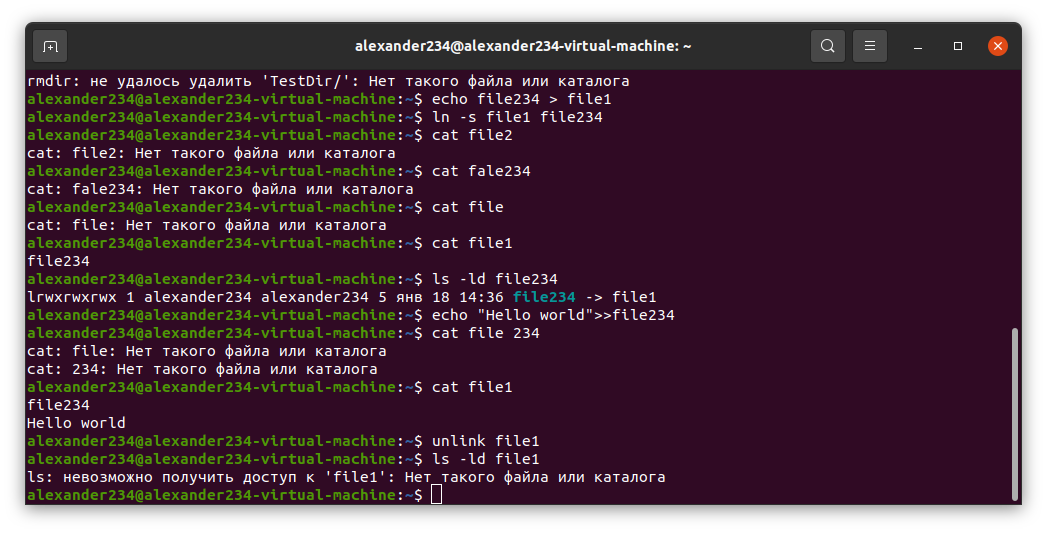 alexander234@alexander234-virtual-machine: ~
rmdir: не удалось удалить 'TestDir/': Нет такого файла или каталога
alexander234@alexander234-virtual-machine:~$ echo file234 > file1
alexander234@alexander234-virtual-machine:~$ ln -s file1 file234
alexander234@alexander234-virtual-machine:~$ cat file2
cat: file2: Нет такого файла или каталога
alexander234@alexander234-virtual-machine:~$ cat fale234
cat: fale234: Нет такого файла или каталога
alexander234@alexander234-virtual-machine:~$ cat file
cat: file: Нет такого файла или каталога
alexander234@alexander234-virtual-machine:~$ cat file1
file234
alexander234@alexander234-virtual-machine:~$ ls -ld file234
lrwxrwxrwx 1 alexander234 alexander234 5 янв 18 14:36 file234 -> file1
alexander234@alexander234-virtual-machine:~$ echo "Hello world">>file234
alexander234@alexander234-virtual-machine:~$ cat file 234
cat: file: Нет такого файла или каталога
cat: 234: Нет такого файла или каталога
alexander234@alexander234-virtual-machine:~$ cat file1
file234
Hello world
alexander234@alexander234-virtual-machine:~$ unlink file1
alexander234@alexander234-virtual-machine:~$ ls -ld file1
ls: невозможно получить доступ к 'file1': Нет такого файла или каталога
alexander234@alexander234-virtual-machine:~$